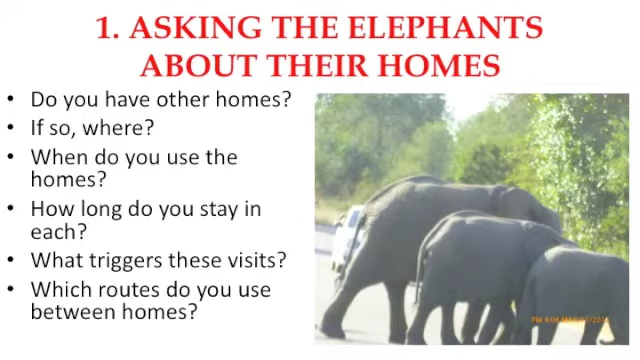 1. ASKING THE ELEPHANTS
ABOUT THEIR HOMES
• Do you have other homes?
• If so, where?
• When do you use the
homes?
• How long do you stay in
each?
• What triggers these visits?
• Which routes do you use
between homes?